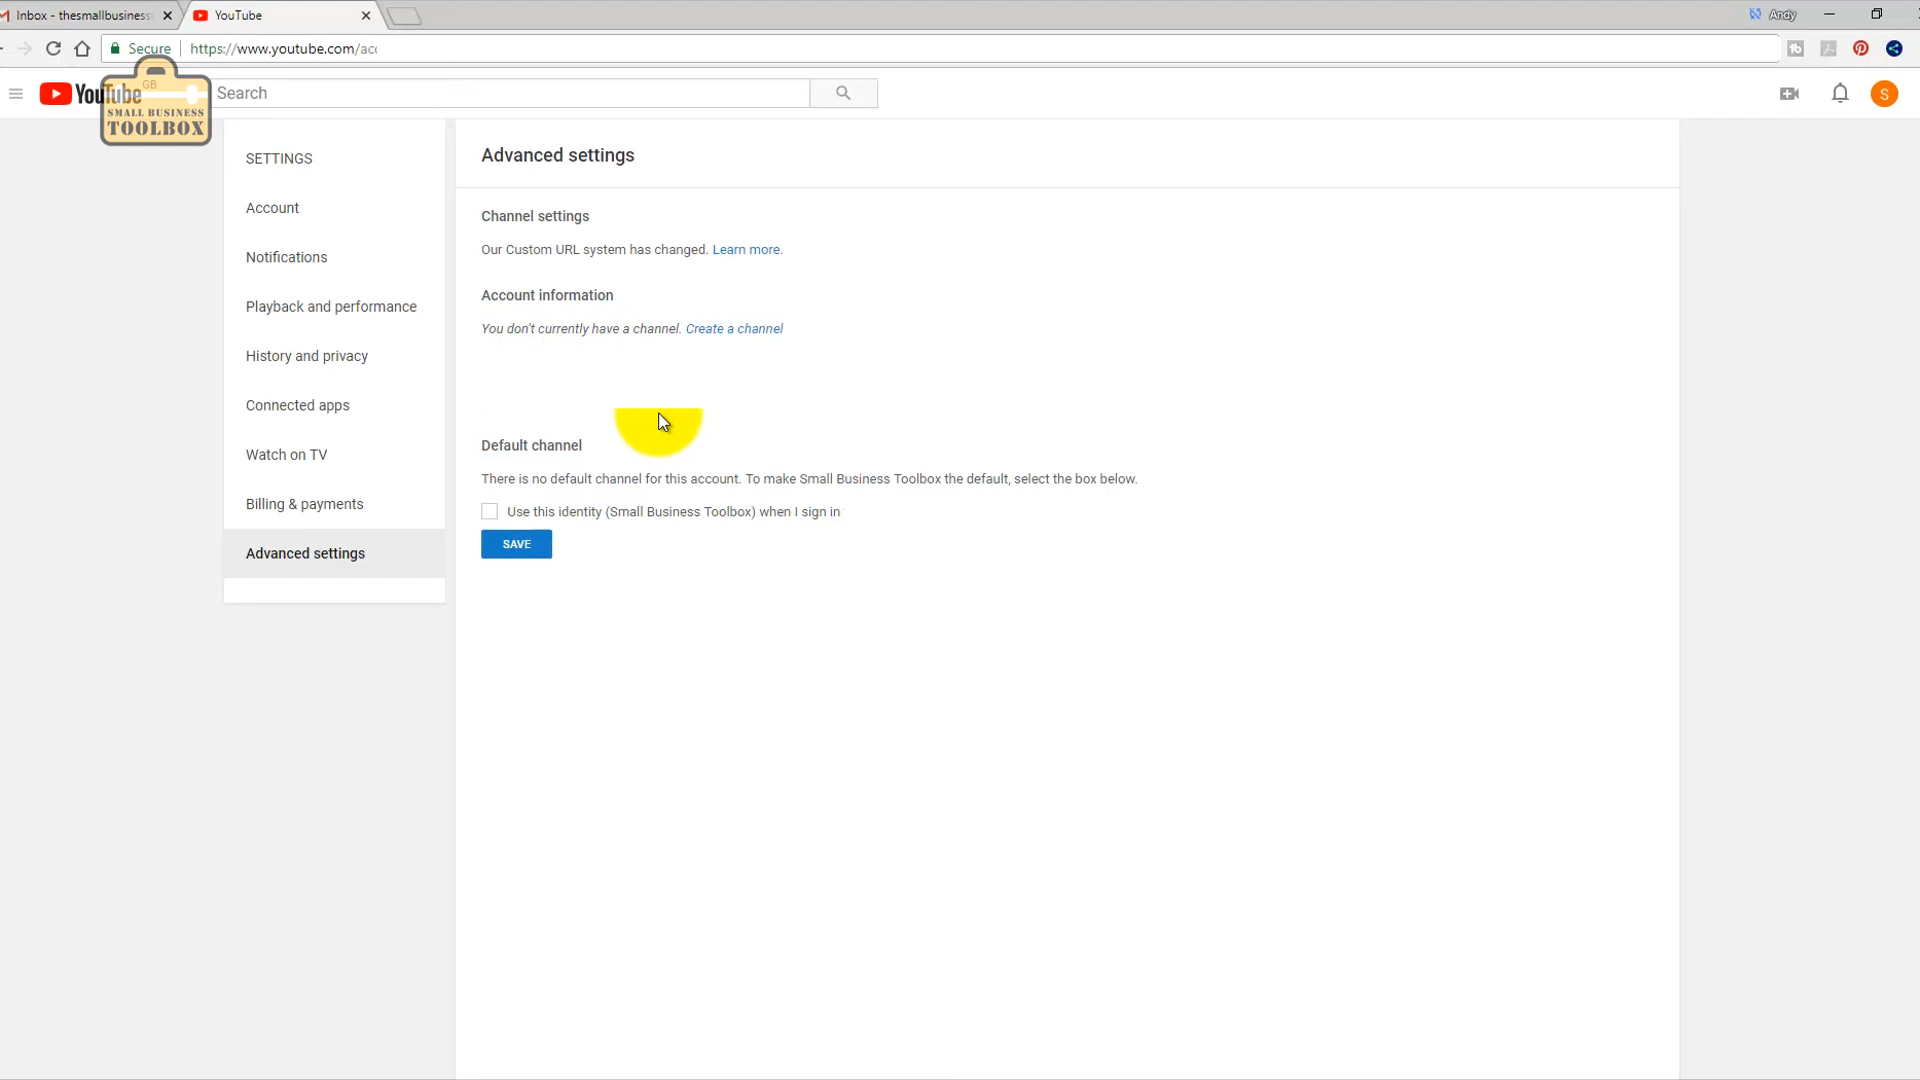 Inbox - thesmallbusiness
YouTube
Andy
Secure
https://www.youtube.com/acc
YouTube
GB
SMALL BUSINESS
TOOLBOX
Search
S
SETTINGS
Account
Notifications
Playback and performance
History and privacy
Connected apps
Watch on TV
Billing & payments
Advanced settings
Advanced settings
Channel settings
Our Custom URL system has changed. Learn more.
Account information
You don't currently have a channel. Create a channel
Default channel
There is no default channel for this account. To make Small Business Toolbox the default, select the box below.
Use this identity (Small Business Toolbox) when I sign in
SAVE